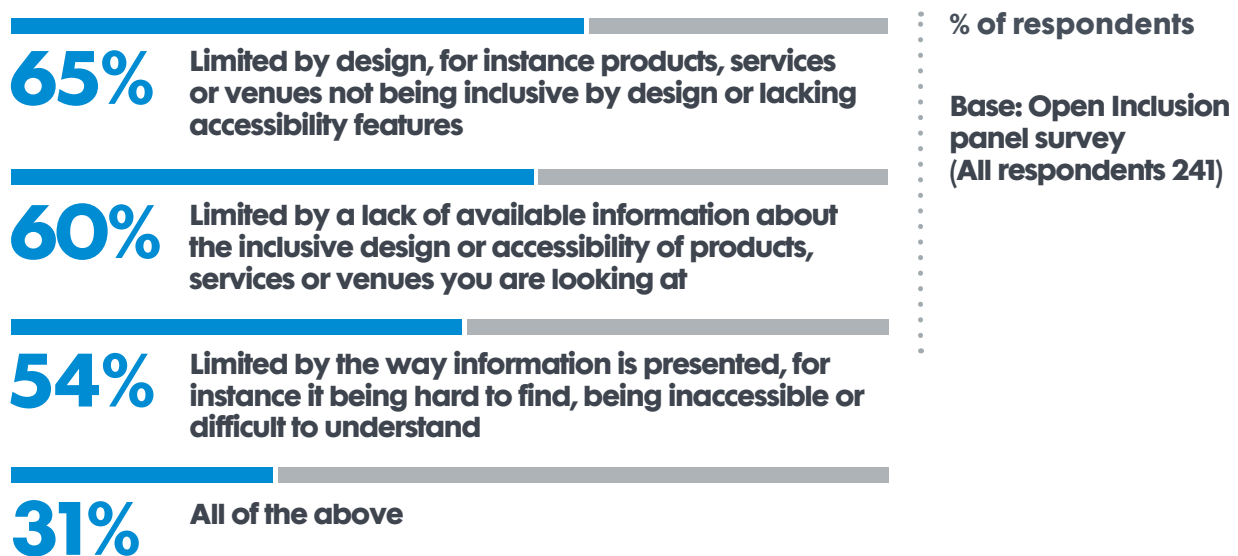 65%
Limited by design, for instance products, services
or venues not being inclusive by design or lacking
accessibility features
60%
Limited by a lack of available information about
the inclusive design or accessibility of products,
services or venues you are looking at
54%
Limited by the way information is presented, for
instance it being hard to find, being inaccessible or
difficult to understand
31%
All of the above
% of respondents
Base: Open Inclusion
panel survey
(All respondents 241)